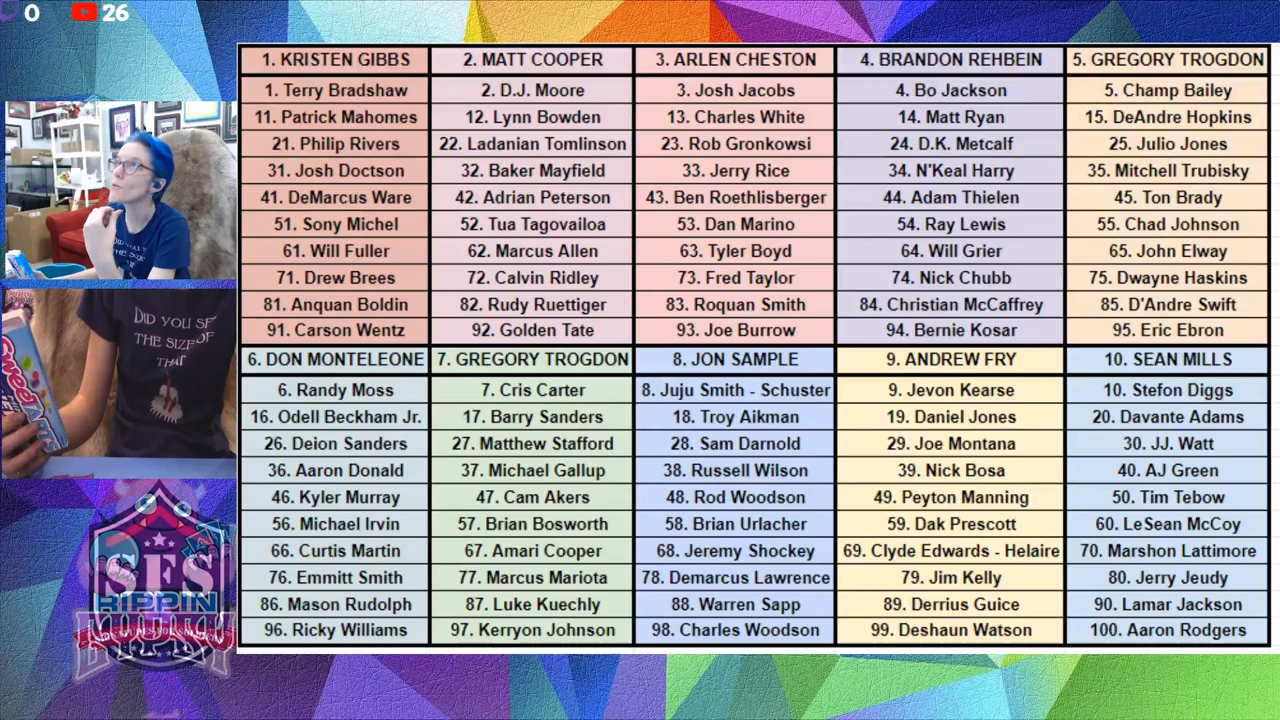 0 26
1. KRISTEN GIBBS 2. MATT COOPER 3. ARLEN CHESTON 4. BRANDON REHBEIN 5. GREGORY TROGDON
1. Terry Bradshaw 2. D.J. Moore 3. Josh Jacobs 4. Bo Jackson 5. Champ Bailey
11. Patrick Mahomes 12. Lynn Bowden 13. Charles White 14. Matt Ryan 15. DeAndre Hopkins
21. Philip Rivers 22. Ladanian Tomlinson 23. Rob Gronkowsi 24. D.K. Metcalf 25. Julio Jones
31. Josh Doctson 32. Baker Mayfield 33. Jerry Rice 34. N'Keal Harry 35. Mitchell Trubisky
41. DeMarcus Ware 42. Adrian Peterson 43. Ben Roethlisberger 44. Adam Thielen 45. Ton Brady
51. Sony Michel 52. Tua Tagovailoa 53. Dan Marino 54. Ray Lewis 55. Chad Johnson
61. Will Fuller 62. Marcus Allen 63. Tyler Boyd 64. Will Grier 65. John Elway
71. Drew Brees 72. Calvin Ridley 73. Fred Taylor 74. Nick Chubb 75. Dwayne Haskins
81. Anquan Boldin 82. Rudy Ruettiger 83. Roquan Smith 84. Christian McCaffrey 85. D'Andre Swift
91. Carson Wentz 92. Golden Tate 93. Joe Burrow 94. Bernie Kosar 95. Eric Ebron
6. DON MONTELEONE 7. GREGORY TROGDON 8. JON SAMPLE 9. ANDREW FRY 10. SEAN MILLS
6. Randy Moss 7. Cris Carter 8. Juju Smith - Schuster 9. Jevon Kearse 10. Stefon Diggs
16. Odell Beckham Jr. 17. Barry Sanders 18. Troy Aikman 19. Daniel Jones 20. Davante Adams
26. Deion Sanders 27. Matthew Stafford 28. Sam Darnold 29. Joe Montana 30. JJ. Watt
36. Aaron Donald 37. Michael Gallup 38. Russell Wilson 39. Nick Bosa 40. AJ Green
46. Kyler Murray 47. Cam Akers 48. Rod Woodson 49. Peyton Manning 50. Tim Tebow
56. Michael Irvin 57. Brian Bosworth 58. Brian Urlacher 59. Dak Prescott 60. LeSean McCoy
66. Curtis Martin 67. Amari Cooper 68. Jeremy Shockey 69. Clyde Edwards - Helaire 70. Marshon Lattimore
76. Emmitt Smith 77. Marcus Mariota 78. Demarcus Lawrence 79. Jim Kelly 80. Jerry Jeudy
86. Mason Rudolph 87. Luke Kuechly 88. Warren Sapp 89. Derrius Guice 90. Lamar Jackson
96. Ricky Williams 97. Kerryon Johnson 98. Charles Woodson 99. Deshaun Watson 100. Aaron Rodgers
DID YOU SE
THE SIZE OF
THAT
SFS
RIPPIN